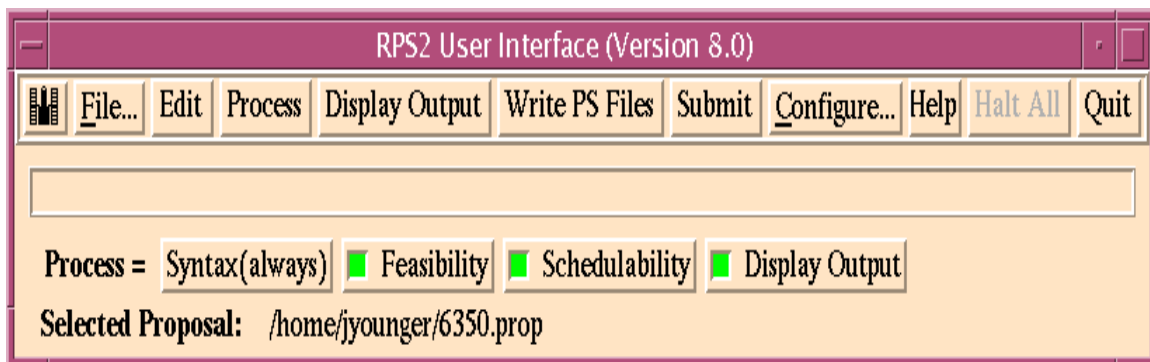 RPS2 User Interface (Version 8.0)
File... Edit Process Display Output Write PS Files Submit Configure... Help Halt All Quit
Process = Syntax(always) Feasibility Schedulability Display Output
Selected Proposal: /home/jyounger/6350.prop